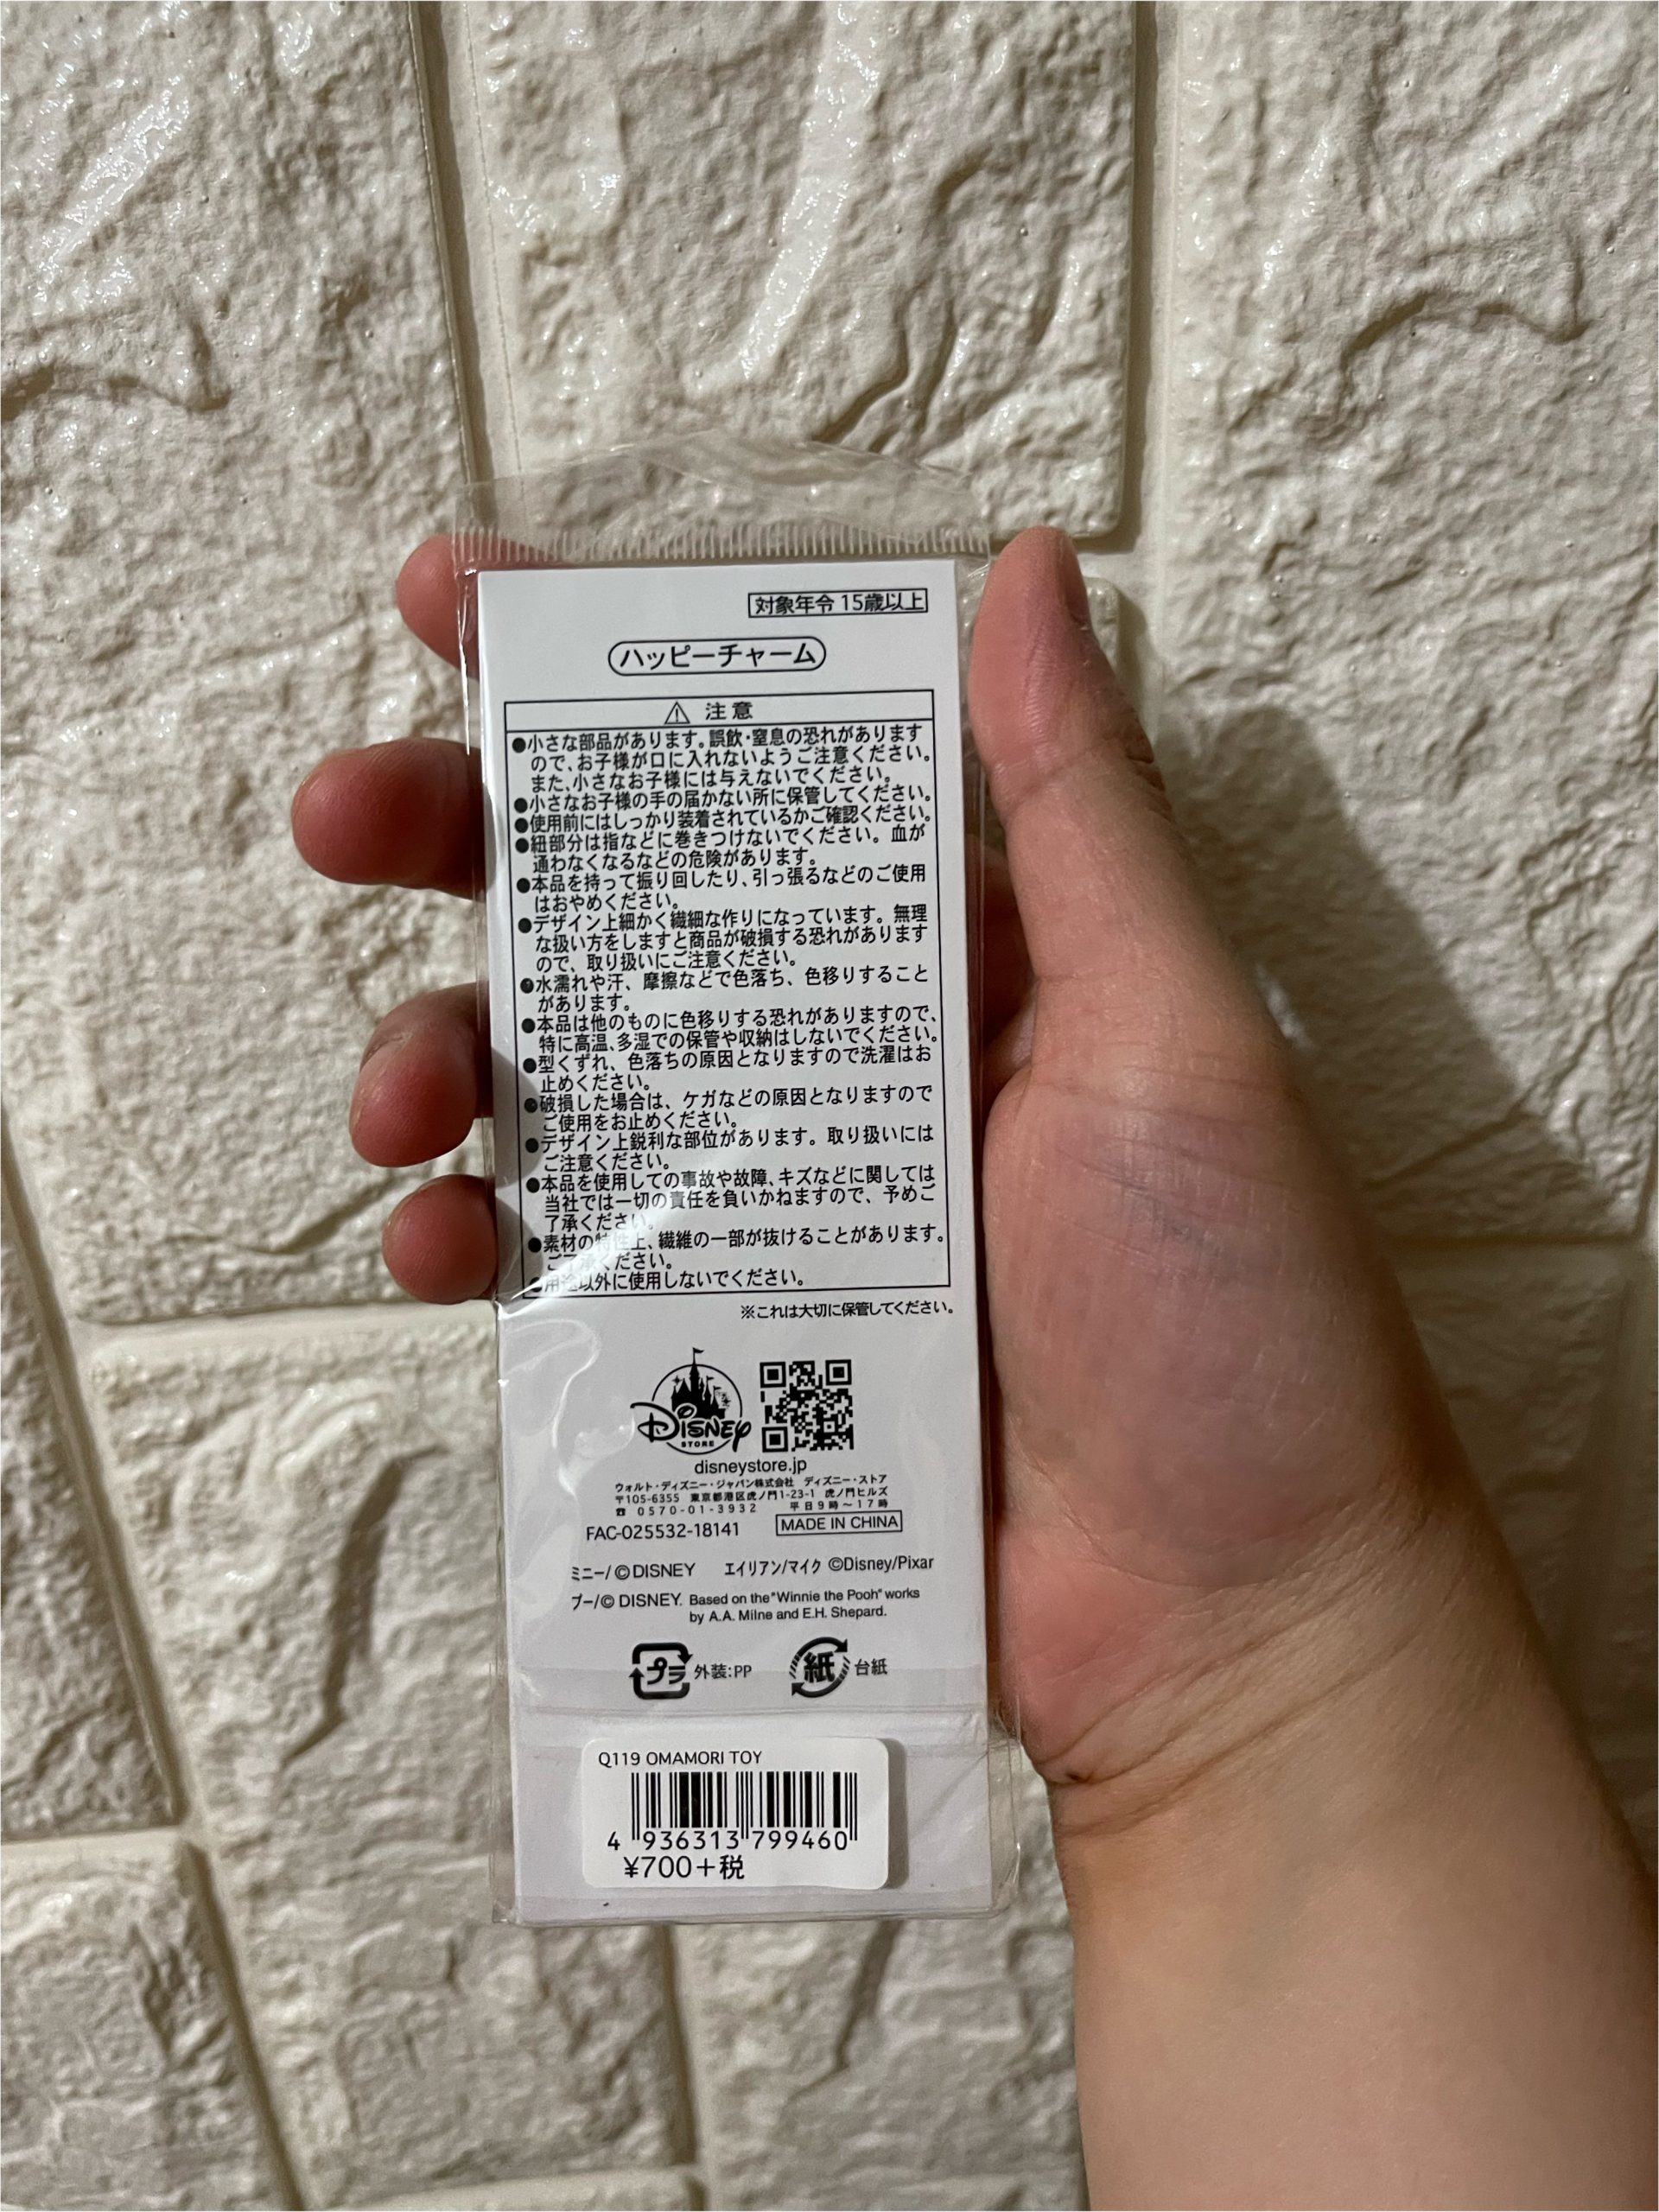 対象年令 15歳以上
ハッピーチャーム
⚠ 注意
●小さな部品があります。誤飲・窒息の恐れがあります
ので、お子様が口に入れないようご注意ください。
また、小さなお子様には与えないでください。
●小さなお子様の手の届かない所に保管してください。
●使用前にはしっかり装着されているかご確認ください。
●紐部分は指などに巻きつけないでください。血が
通わなくなるなどの危険があります。
●本品を持って振り回したり、引っ張るなどのご使用
はおやめください。
●デザイン上細かく繊細な作りになっています。無理
な扱い方をしますと商品が破損する恐れがあります
ので、取り扱いにご注意ください。
●水濡れや汗、摩擦などで色落ち、色移りすること
があります。
●本品は他のものに色移りする恐れがありますので、
特に高温、多湿での保管や収納はしないでください。
●型くずれ、色落ちの原因となりますので洗濯はお
止めください。
●破損した場合は、ケガなどの原因となりますので
ご使用をお止めください。
●デザイン上鋭利な部位があります。取り扱いには
ご注意ください。
●本品を使用しての事故や故障、キズなどに関しては
当社では一切の責任を負いかねますので、予めご
了承ください。
●素材の特性上、繊維の一部が抜けることがあります。
ご了承ください。
●用途以外に使用しないでください。
※これは大切に保管してください。
Disney
STORE
disneystore.jp
ウォルト・ディズニー・ジャパン株式会社 ディズニー・ストア
〒105-6355 東京都港区虎ノ門1-23-1 虎ノ門ヒルズ
☎ 0570-01-3932 平日9時〜17時
FAC-025532-18141 MADE IN CHINA
ミニー/©DISNEY エイリアン/マイク ©Disney/Pixar
プー/© DISNEY. Based on the "Winnie the Pooh" works
by A.A. Milne and E.H. Shepard.
プラ 外装:PP 紙 台紙
Q119 OMAMORI TOY
4 936313 799460
¥700+税